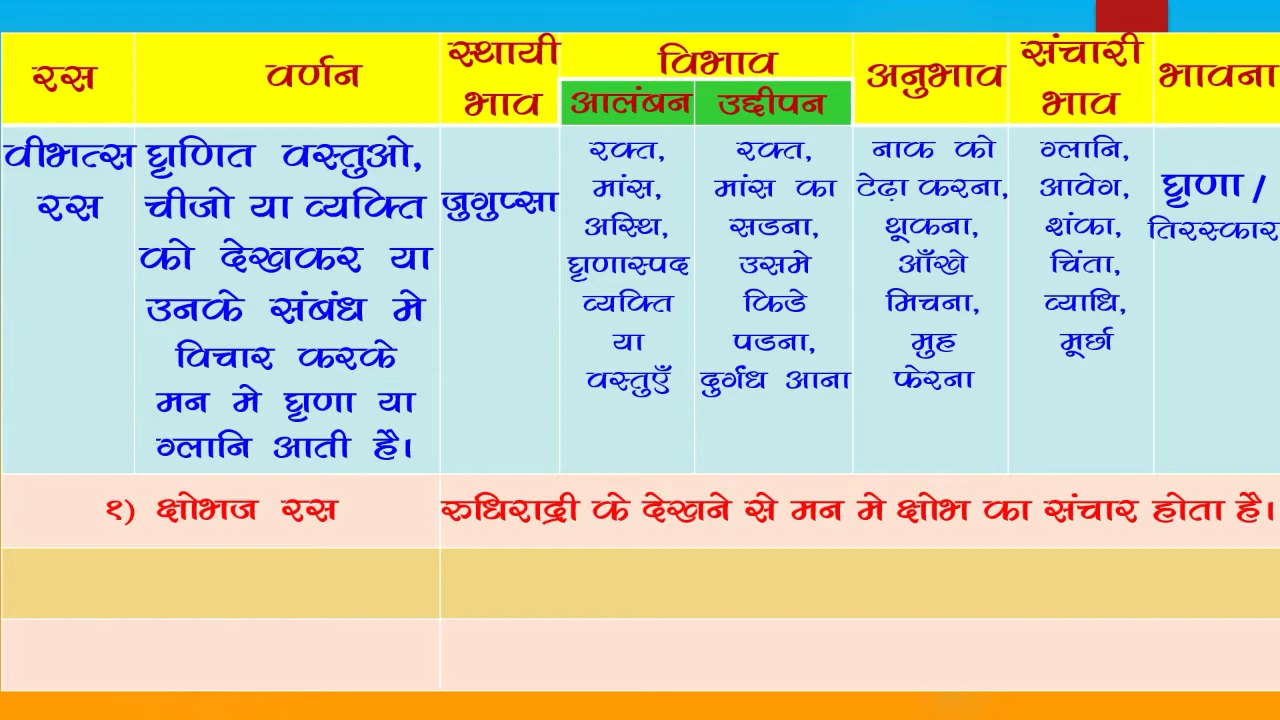 रस
वर्णन
स्थायी
भाव
विभाव
आलंबन
उद्दीपन
अनुभाव
संचारी
भाव
भावना
वीभत्स
रस
घृणित वस्तुओ,
चीजो या व्यक्ति
को देखकर या
उनके संबंध मे
विचार करके
मन मे घृणा या
ग्लानि आती है।
जुगुप्सा
रक्त,
मांस,
अस्थि,
घृणास्पद
व्यक्ति
या
वस्तुएँ
रक्त,
मांस का
सडना,
उसमे
किडे
पडना,
दुर्गंध आना
नाक को
टेढ़ा करना,
थूकना,
आँखे
मिचना,
मुह
फेरना
ग्लानि,
आवेग,
शंका,
चिंता,
व्याधि,
मूर्छा
घृणा /
तिरस्कार
१) क्षोभज रस
रुधिराद्री के देखने से मन मे क्षोभ का संचार होता है।